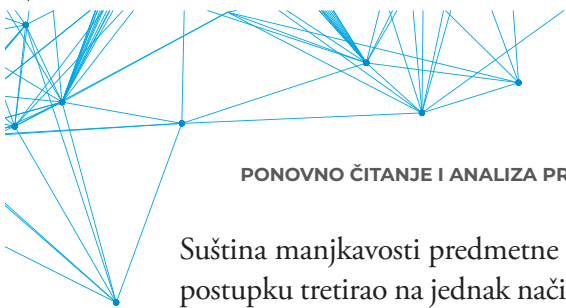 PONOVNO ČITANJE I ANALIZA PR
Suština manjkavosti predmetne
postupku tretirao na jednak nači